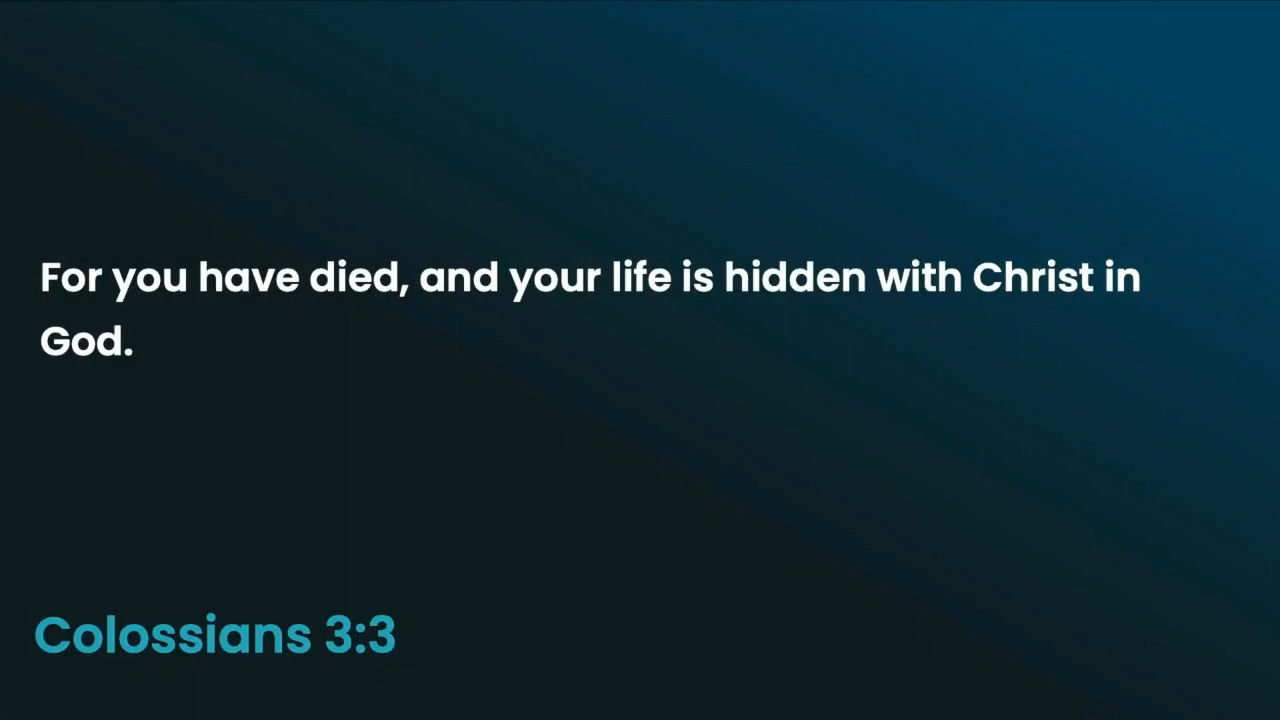 For you have died, and your life is hidden with Christ in
God.
Colossians 3:3